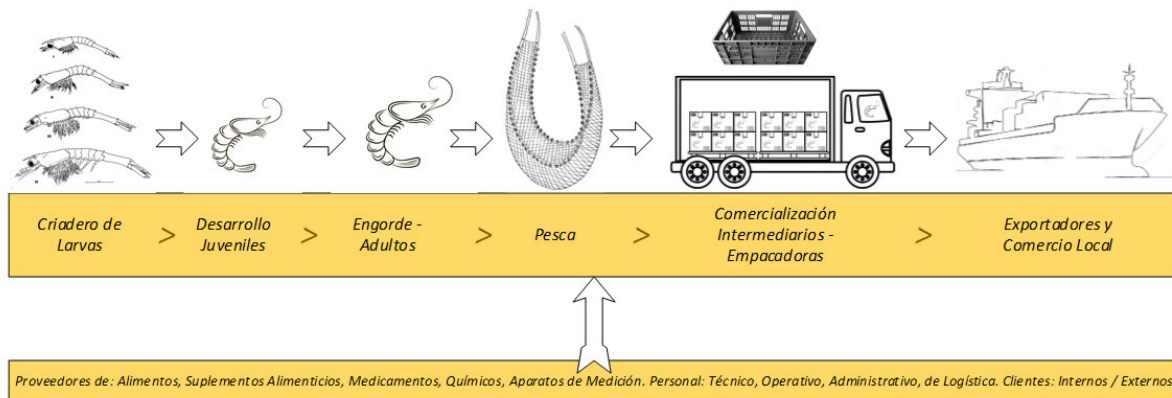 Criadero de
Larvas
>
Desarrollo
Juveniles
>
Engorde -
Adultos
>
Pesca
>
Comercialización
Intermediarios -
Empacadoras
>
Exportadores y
Comercio Local
Proveedores de: Alimentos, Suplementos Alimenticios, Medicamentos, Químicos, Aparatos de Medición. Personal: Técnico, Operativo, Administrativo, de Logística. Clientes: Internos / Externos